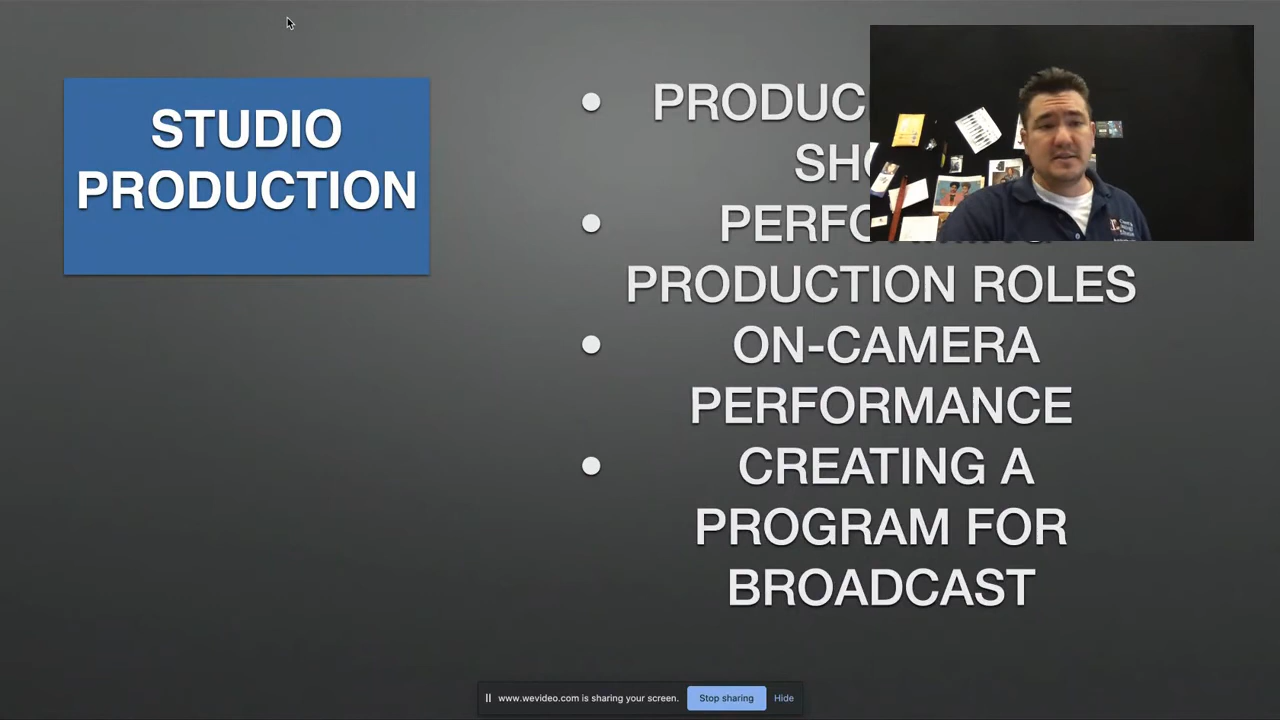 STUDIO
PRODUCTION
• PRODUC
SHO
• PERFO
PRODUCTION ROLES
• ON-CAMERA
PERFORMANCE
• CREATING A
PROGRAM FOR
BROADCAST
www.wevideo.com is sharing your screen. Stop sharing Hide